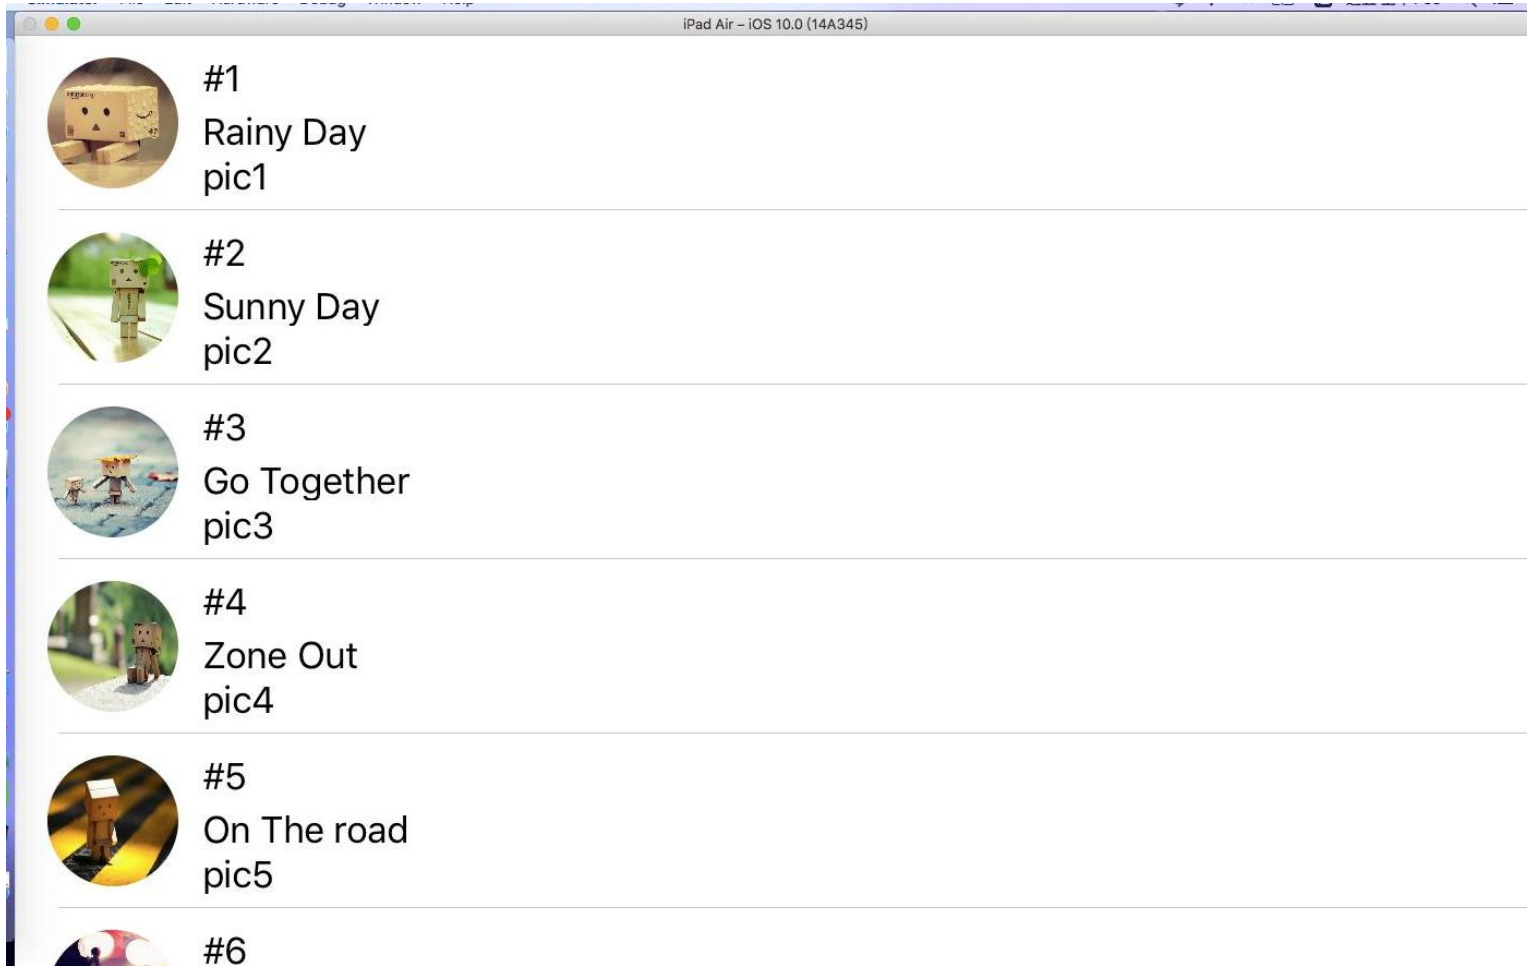 iPad Air – iOS 10.0 (14A345)
#1
Rainy Day
pic1
#2
Sunny Day
pic2
#3
Go Together
pic3
#4
Zone Out
pic4
#5
On The road
pic5
#6